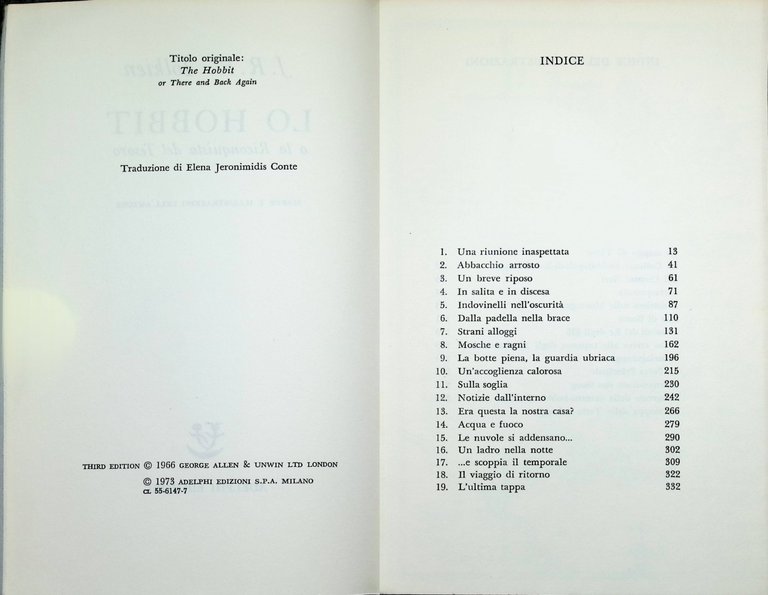 Titolo originale:
The Hobbit
or There and Back Again
Traduzione di Elena Jeronimidis Conte
THIRD EDITION © 1966 GEORGE ALLEN & UNWIN LTD LONDON
© 1973 ADELPHI EDIZIONI S.P.A. MILANO
CL 55-6147-7
INDICE
1. Una riunione inaspettata 13
2. Abbacchio arrosto 41
3. Un breve riposo 61
4. In salita e in discesa 71
5. Indovinelli nell'oscurità 87
6. Dalla padella nella brace 110
7. Strani alloggi 131
8. Mosche e ragni 162
9. La botte piena, la guardia ubriaca 196
10. Un'accoglienza calorosa 215
11. Sulla soglia 230
12. Notizie dall'interno 242
13. Era questa la nostra casa? 266
14. Acqua e fuoco 279
15. Le nuvole si addensano... 290
16. Un ladro nella notte 302
17. ...e scoppia il temporale 309
18. Il viaggio di ritorno 322
19. L'ultima tappa 332